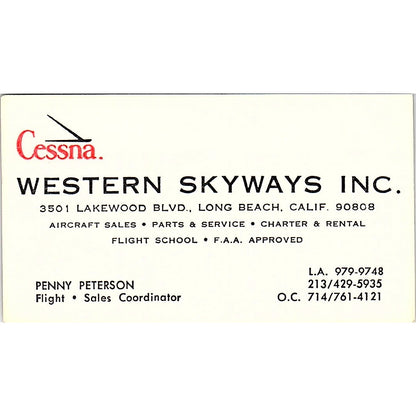 Cessna.
WESTERN SKYWAYS INC.
3501 LAKEWOOD BLVD., LONG BEACH, CALIF. 90808
AIRCRAFT SALES • PARTS & SERVICE • CHARTER & RENTAL
FLIGHT SCHOOL • F.A.A. APPROVED
L.A. 979-9748
PENNY PETERSON 213/429-5935
Flight • Sales Coordinator O.C. 714/761-4121